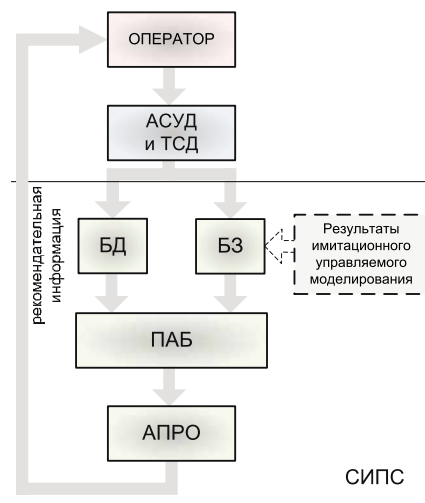 ОПЕРАТОР
АСУД
и ТСД
рекомендательная
информация
БД
БЗ
Результаты
имитационного
управляемого
моделирования
ПАБ
АПРО
СИПС